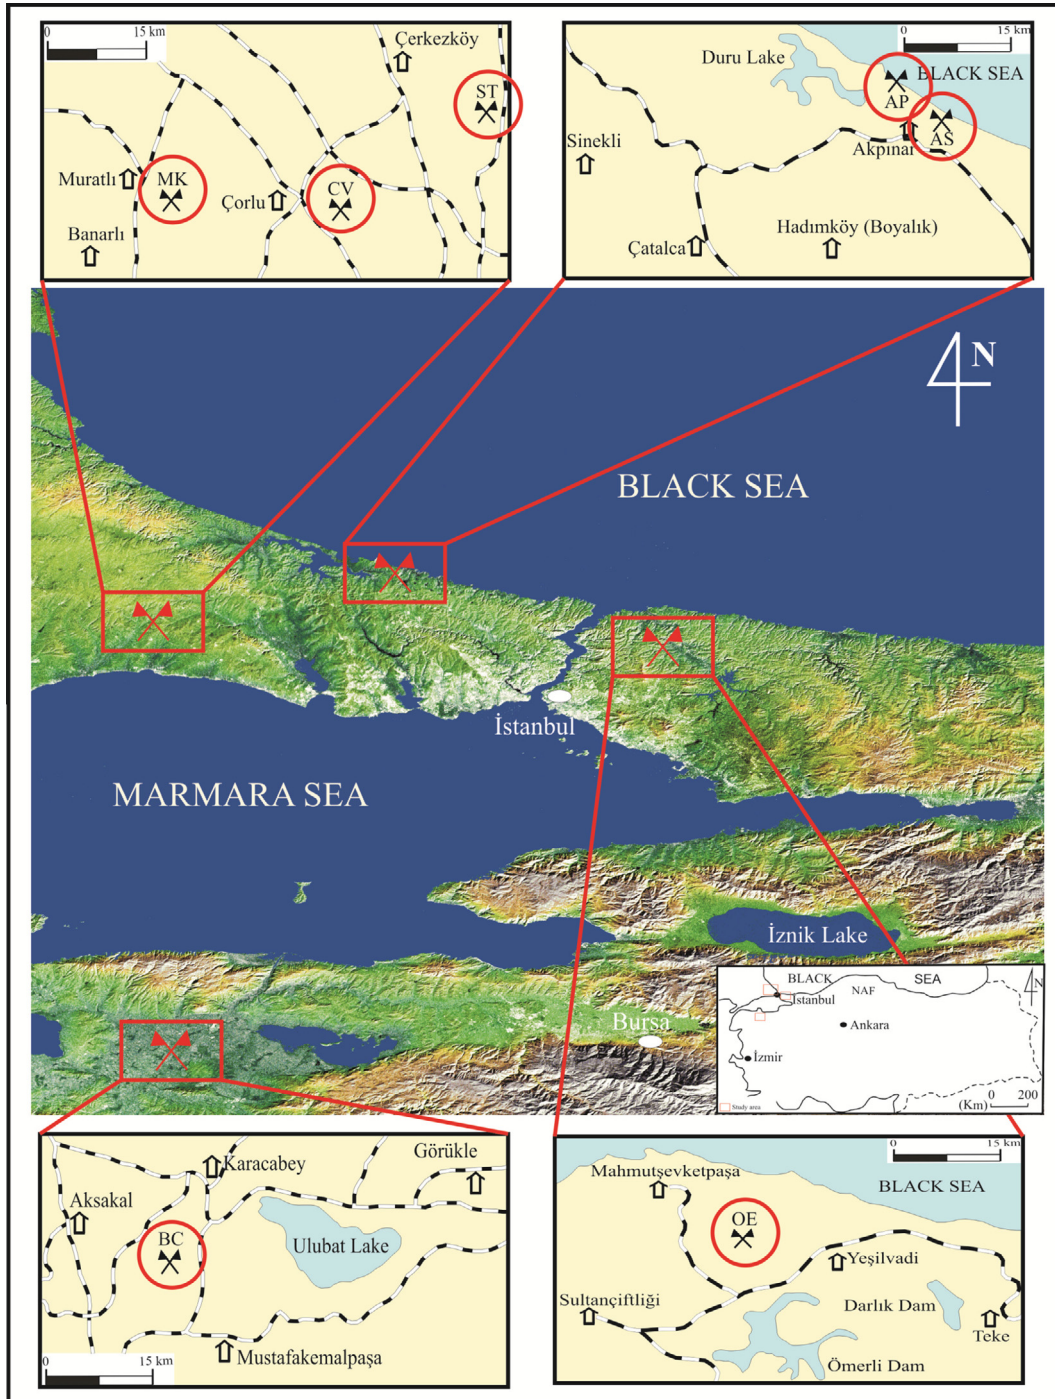 0 15 km
Çerkezköy
ST
Muratlı
MK
Çorlu
CV
Banarlı
0 15 km
Duru Lake
BLACK SEA
AP
AS
Sinekli
Akpınar
Çatalca
Hadımköy (Boyalık)
N
BLACK SEA
İstanbul
MARMARA SEA
İznik Lake
Bursa
BLACK SEA
NAF
N
İstanbul
Ankara
İzmir
Study area
(Km) 0 200
Karacabey
Görükle
Aksakal
BC
Ulubat Lake
Mustafakemalpaşa
0 15 km
0 15 km
Mahmutşevketpaşa
BLACK SEA
OE
Yeşilvadi
Sultançiftliği
Darlık Dam
Teke
Ömerli Dam